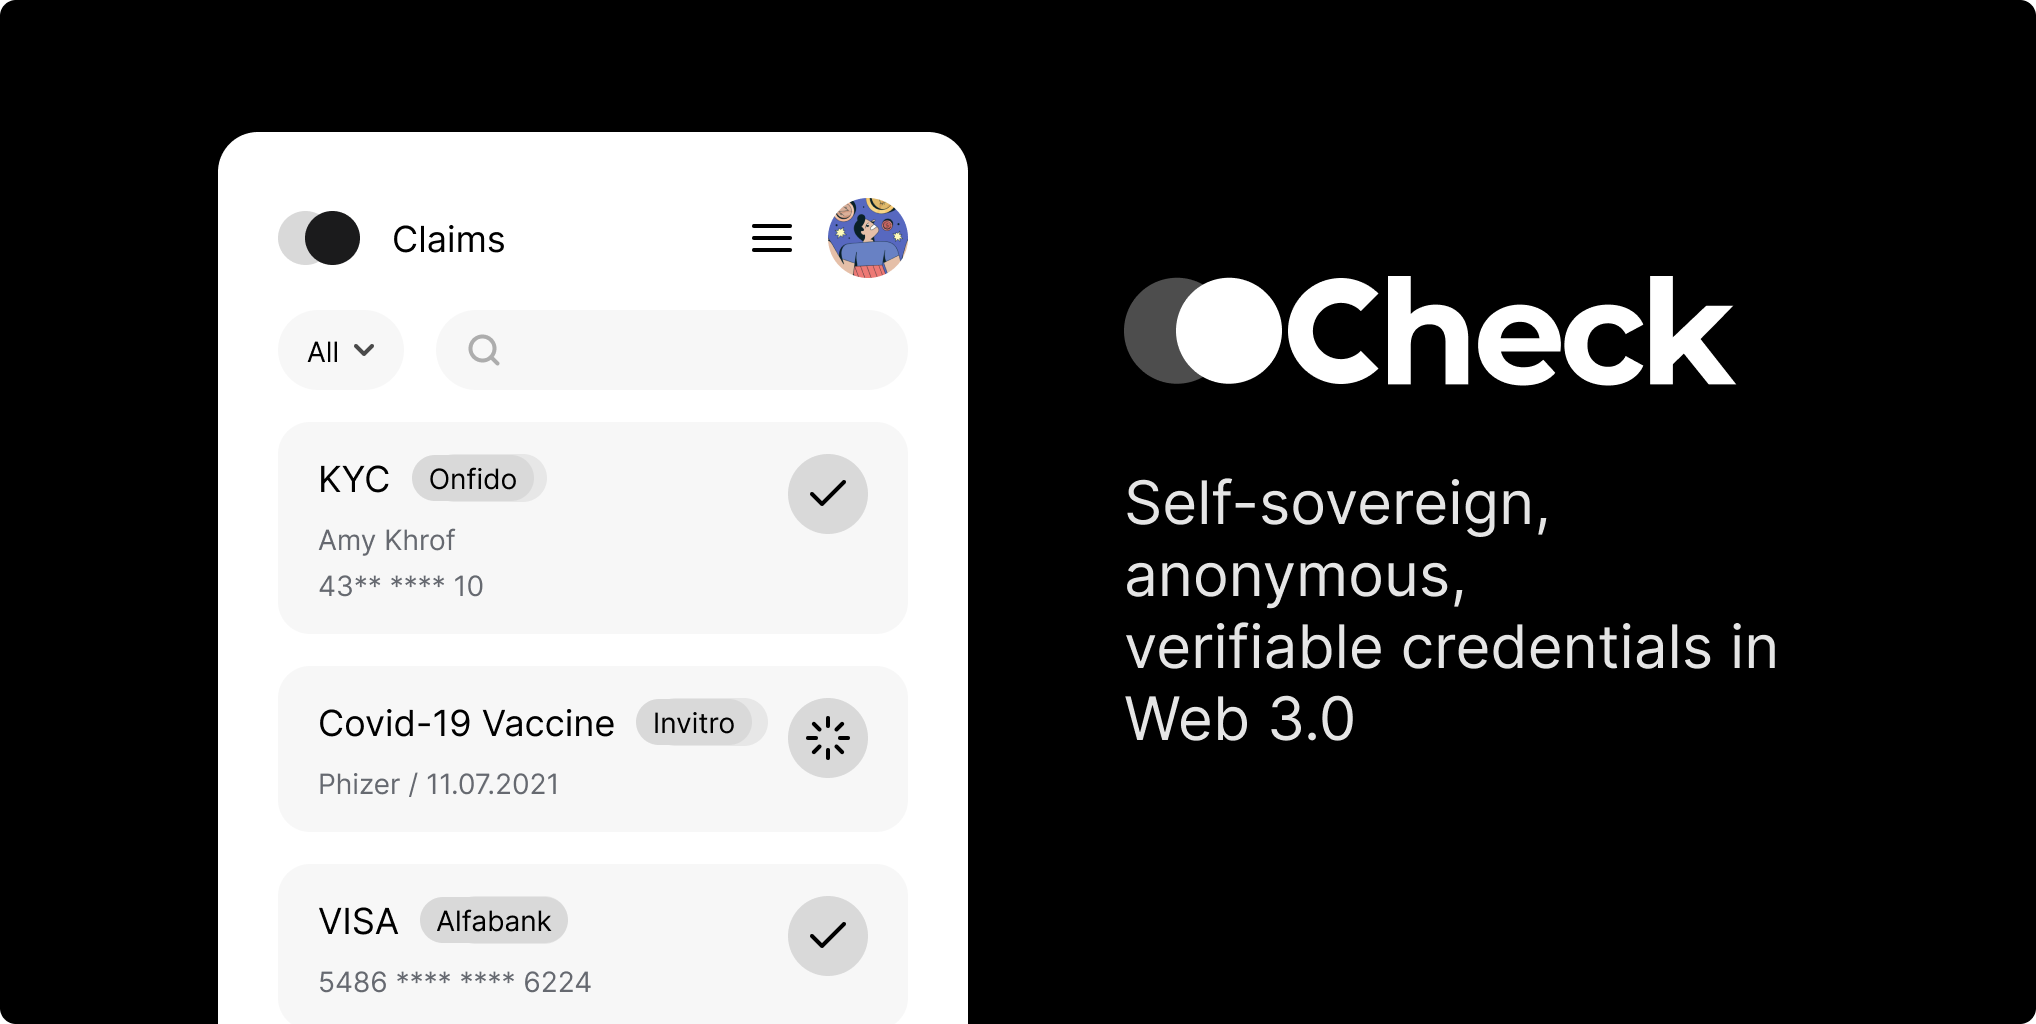 Claims
All
KYC Onfido
Amy Khrof
43** **** 10
Covid-19 Vaccine Invitro
Phizer / 11.07.2021
VISA Alfabank
5486 **** **** 6224
Check
Self-sovereign,
anonymous,
verifiable credentials in
Web 3.0